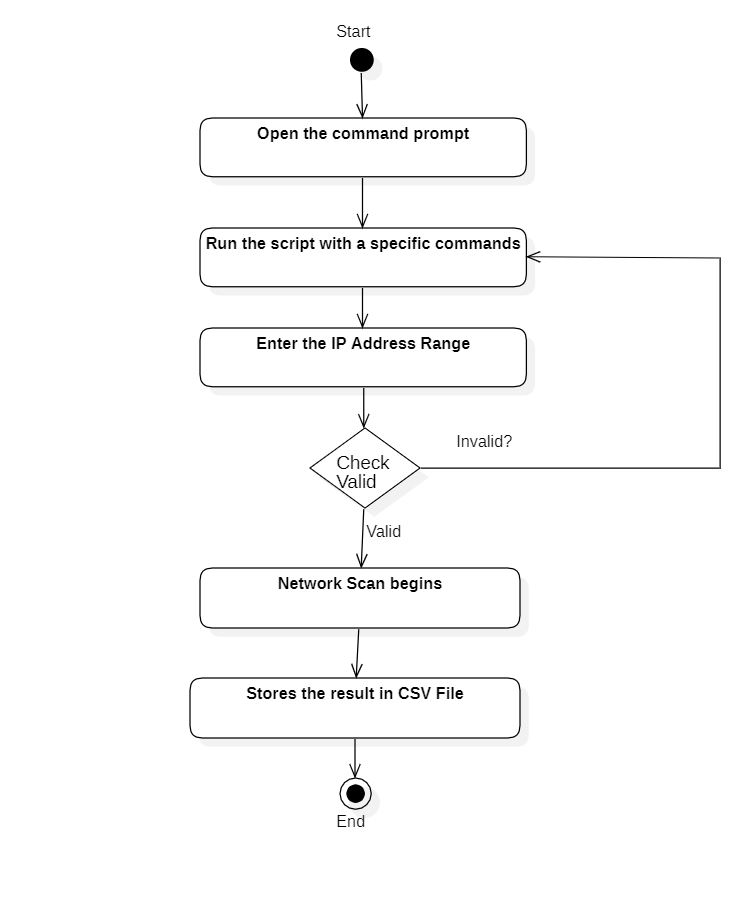 Start
Open the command prompt
Run the script with a specific commands
Enter the IP Address Range
Invalid?
Check
Valid
Valid
Network Scan begins
Stores the result in CSV File
End